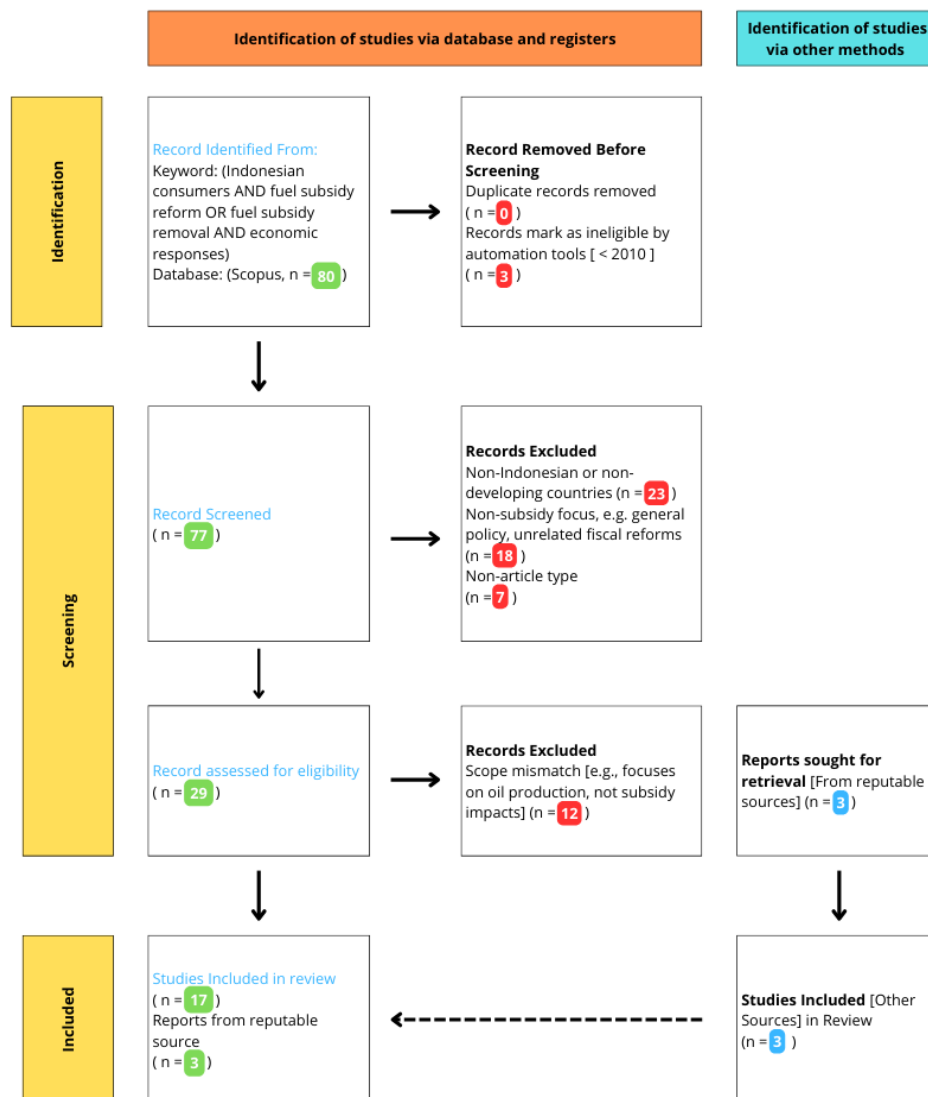 Identification of studies via database and registers
Identification of studies
via other methods
Identification
Record Identified From:
Keyword: (Indonesian
consumers AND fuel subsidy
reform OR fuel subsidy
removal AND economic
responses)
Database: (Scopus, n = 80 )
Record Removed Before
Screening
Duplicate records removed
( n = 0 )
Records mark as ineligible by
automation tools [ < 2010 ]
( n = 3 )
Screening
Record Screened
( n = 77 )
Records Excluded
Non-Indonesian or non-
developing countries (n = 23 )
Non-subsidy focus, e.g. general
policy, unrelated fiscal reforms
(n = 18 )
Non-article type
(n = 7 )
Record assessed for eligibility
( n = 29 )
Records Excluded
Scope mismatch [e.g., focuses
on oil production, not subsidy
impacts] (n = 12 )
Reports sought for
retrieval [From reputable
sources] (n = 3 )
Included
Studies Included in review
( n = 17 )
Reports from reputable
source
( n = 3 )
Studies Included [Other
Sources] in Review
(n = 3 )